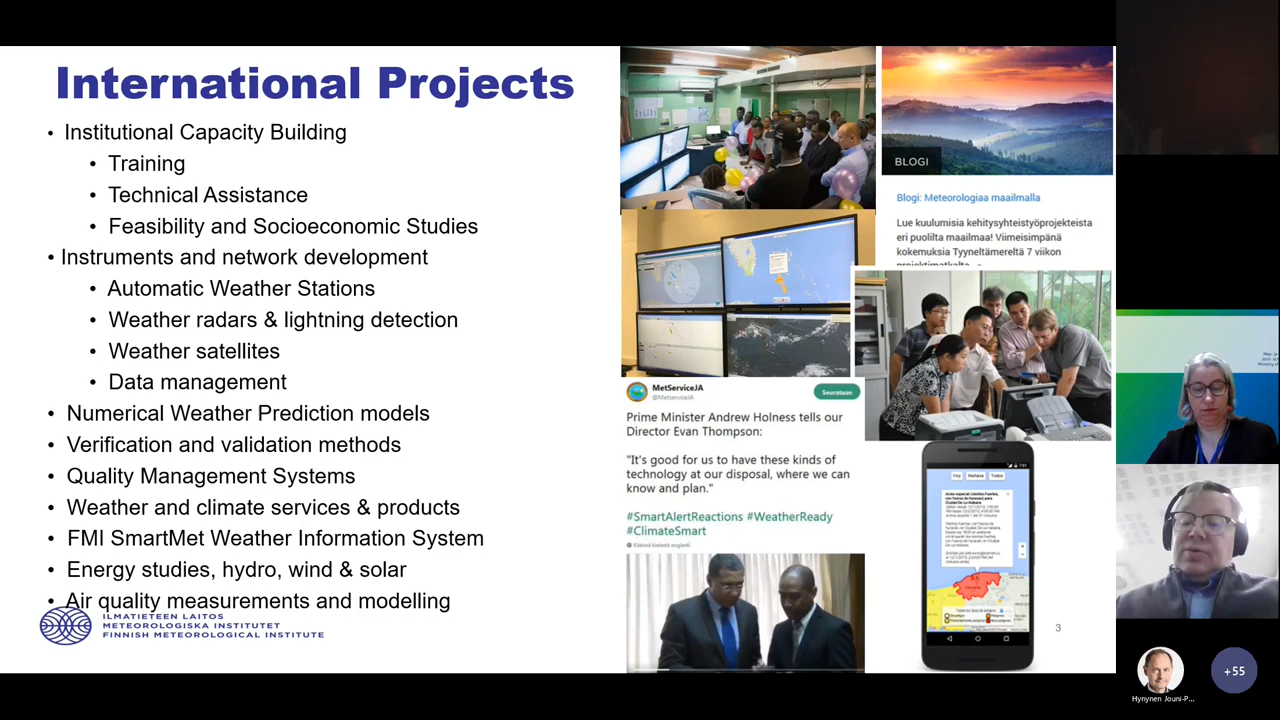 International Projects
• Institutional Capacity Building
• Training
• Technical Assistance
• Feasibility and Socioeconomic Studies
• Instruments and network development
• Automatic Weather Stations
• Weather radars & lightning detection
• Weather satellites
• Data management
• Numerical Weather Prediction models
• Verification and validation methods
• Quality Management Systems
• Weather and climate services & products
• FMI SmartMet Weather Information System
• Energy studies, hydro, wind & solar
• Air quality measurements and modelling
ILMATIETEEN LAITOS
METEOROLOGISKA INSTITUTET
FINNISH METEOROLOGICAL INSTITUTE
BLOGI
Blogi: Meteorologiaa maailmalla
Lue kuulumisia kehitysyhteistyöprojekteista
eri puolilta maailmaa! Viimeisimpänä
kokemuksia Tyyneltämereltä 7 viikon
projektimatkalta
MetServiceJA
@MetserviceJA
Seurataan
Prime Minister Andrew Holness tells our
Director Evan Thompson:
"It's good for us to have these kinds of
technology at our disposal, where we can
know and plan."
#SmartAlertReactions #WeatherReady
#ClimateSmart
Käännä kielestä englanti
Hoy Mañana Todos
3
Hynynen Jouni-P...
+55